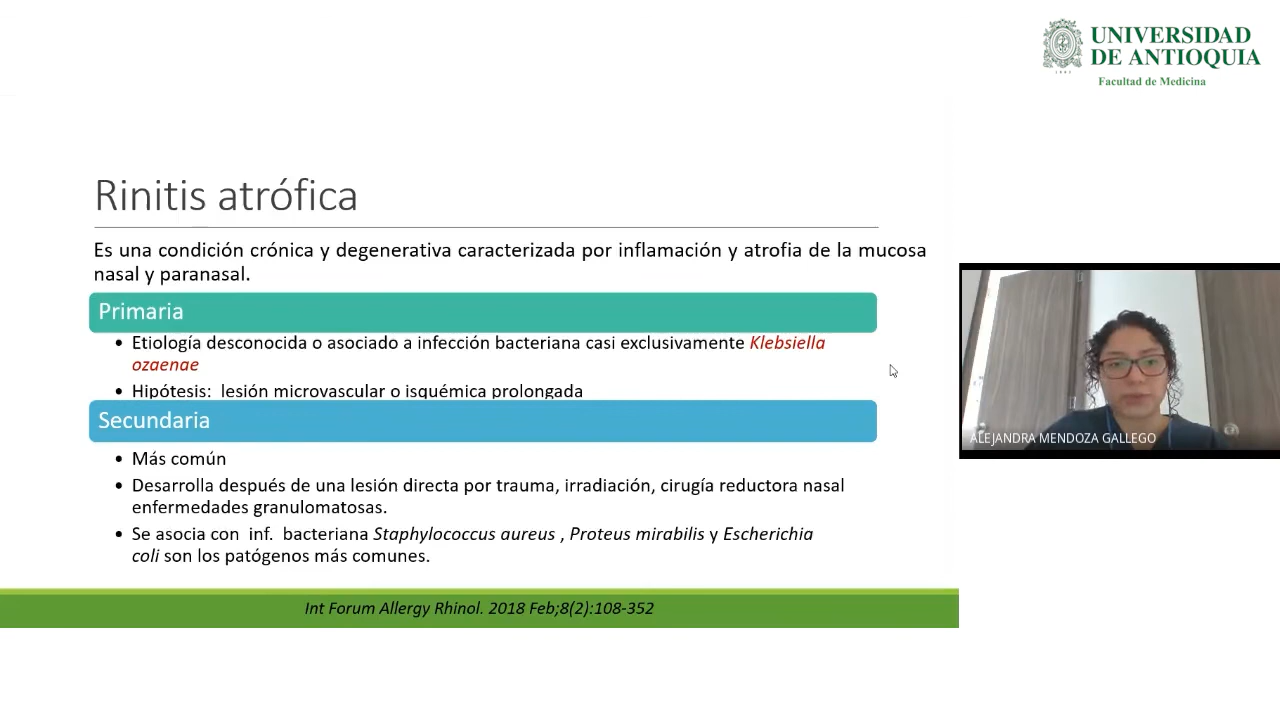 UNIVERSIDAD
DE ANTIOQUIA
Facultad de Medicina
Rinitis atrófica
Es una condición crónica y degenerativa caracterizada por inflamación y atrofia de la mucosa
nasal y paranasal.
Primaria
• Etiología desconocida o asociado a infección bacteriana casi exclusivamente Klebsiella
ozaenae
• Hipótesis: lesión microvascular o isquémica prolongada
Secundaria
• Más común
• Desarrolla después de una lesión directa por trauma, irradiación, cirugía reductora nasal
enfermedades granulomatosas.
• Se asocia con inf. bacteriana Staphylococcus aureus , Proteus mirabilis y Escherichia
coli son los patógenos más comunes.
Int Forum Allergy Rhinol. 2018 Feb;8(2):108-352
ALEJANDRA MENDOZA GALLEGO